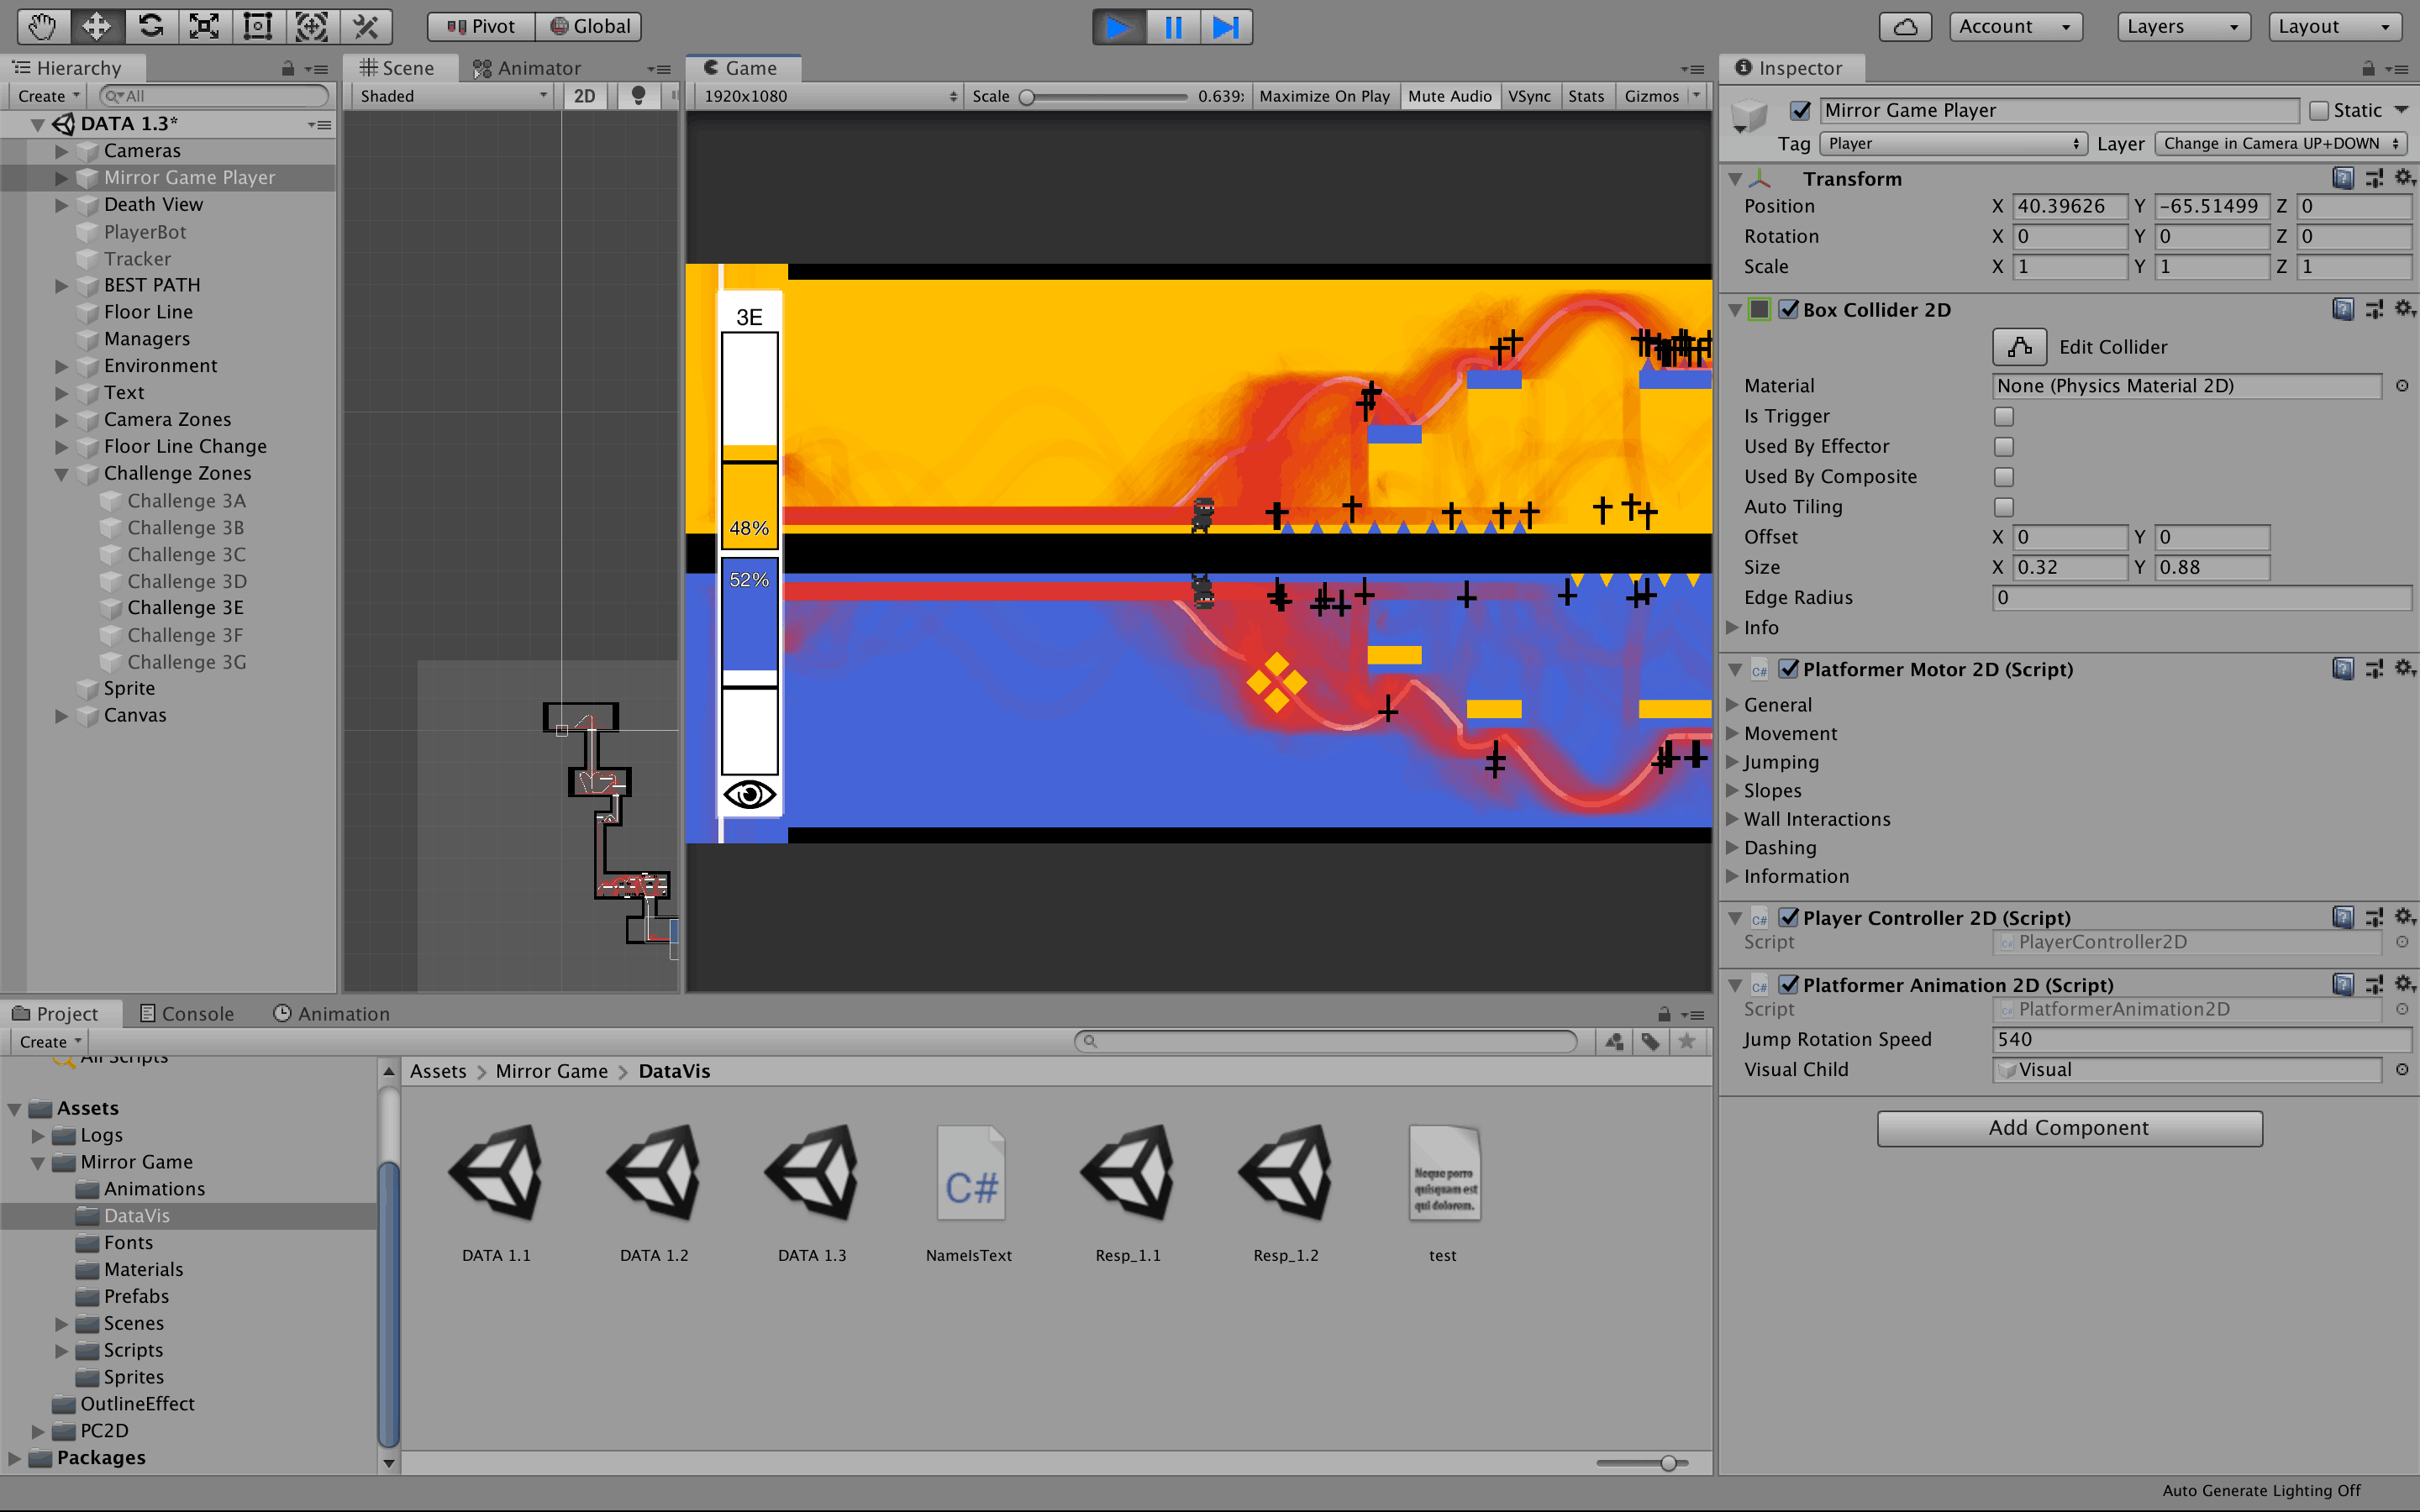 Pivot Global Account Layers Layout
Hierarchy
Create All
DATA 1.3*
Cameras
Mirror Game Player
Death View
PlayerBot
Tracker
BEST PATH
Floor Line
Managers
Environment
Text
Camera Zones
Floor Line Change
Challenge Zones
Challenge 3A
Challenge 3B
Challenge 3C
Challenge 3D
Challenge 3E
Challenge 3F
Challenge 3G
Sprite
Canvas
Scene Animator
Shaded 2D
Game
1920x1080 Scale 0.639: Maximize On Play Mute Audio VSync Stats Gizmos
3E
48%
52%
Inspector
Mirror Game Player Static
Tag Player Layer Change in Camera UP+DOWN
Transform
Position X 40.39626 Y -65.51499 Z 0
Rotation X 0 Y 0 Z 0
Scale X 1 Y 1 Z 1
Box Collider 2D
Edit Collider
Material None (Physics Material 2D)
Is Trigger
Used By Effector
Used By Composite
Auto Tiling
Offset X 0 Y 0
Size X 0.32 Y 0.88
Edge Radius 0
Info
C# Platformer Motor 2D (Script)
General
Movement
Jumping
Slopes
Wall Interactions
Dashing
Information
C# Player Controller 2D (Script)
Script PlayerController2D
C# Platformer Animation 2D (Script)
Script PlatformerAnimation2D
Jump Rotation Speed 540
Visual Child Visual
Add Component
Project Console Animation
Create
All Scripts
Assets
Logs
Mirror Game
Animations
DataVis
Fonts
Materials
Prefabs
Scenes
Scripts
Sprites
OutlineEffect
PC2D
Packages
Assets > Mirror Game > DataVis
C#
Neque porro
quisquam est
qui dolorem.
DATA 1.1 DATA 1.2 DATA 1.3 NameIsText Resp_1.1 Resp_1.2 test
Auto Generate Lighting Off